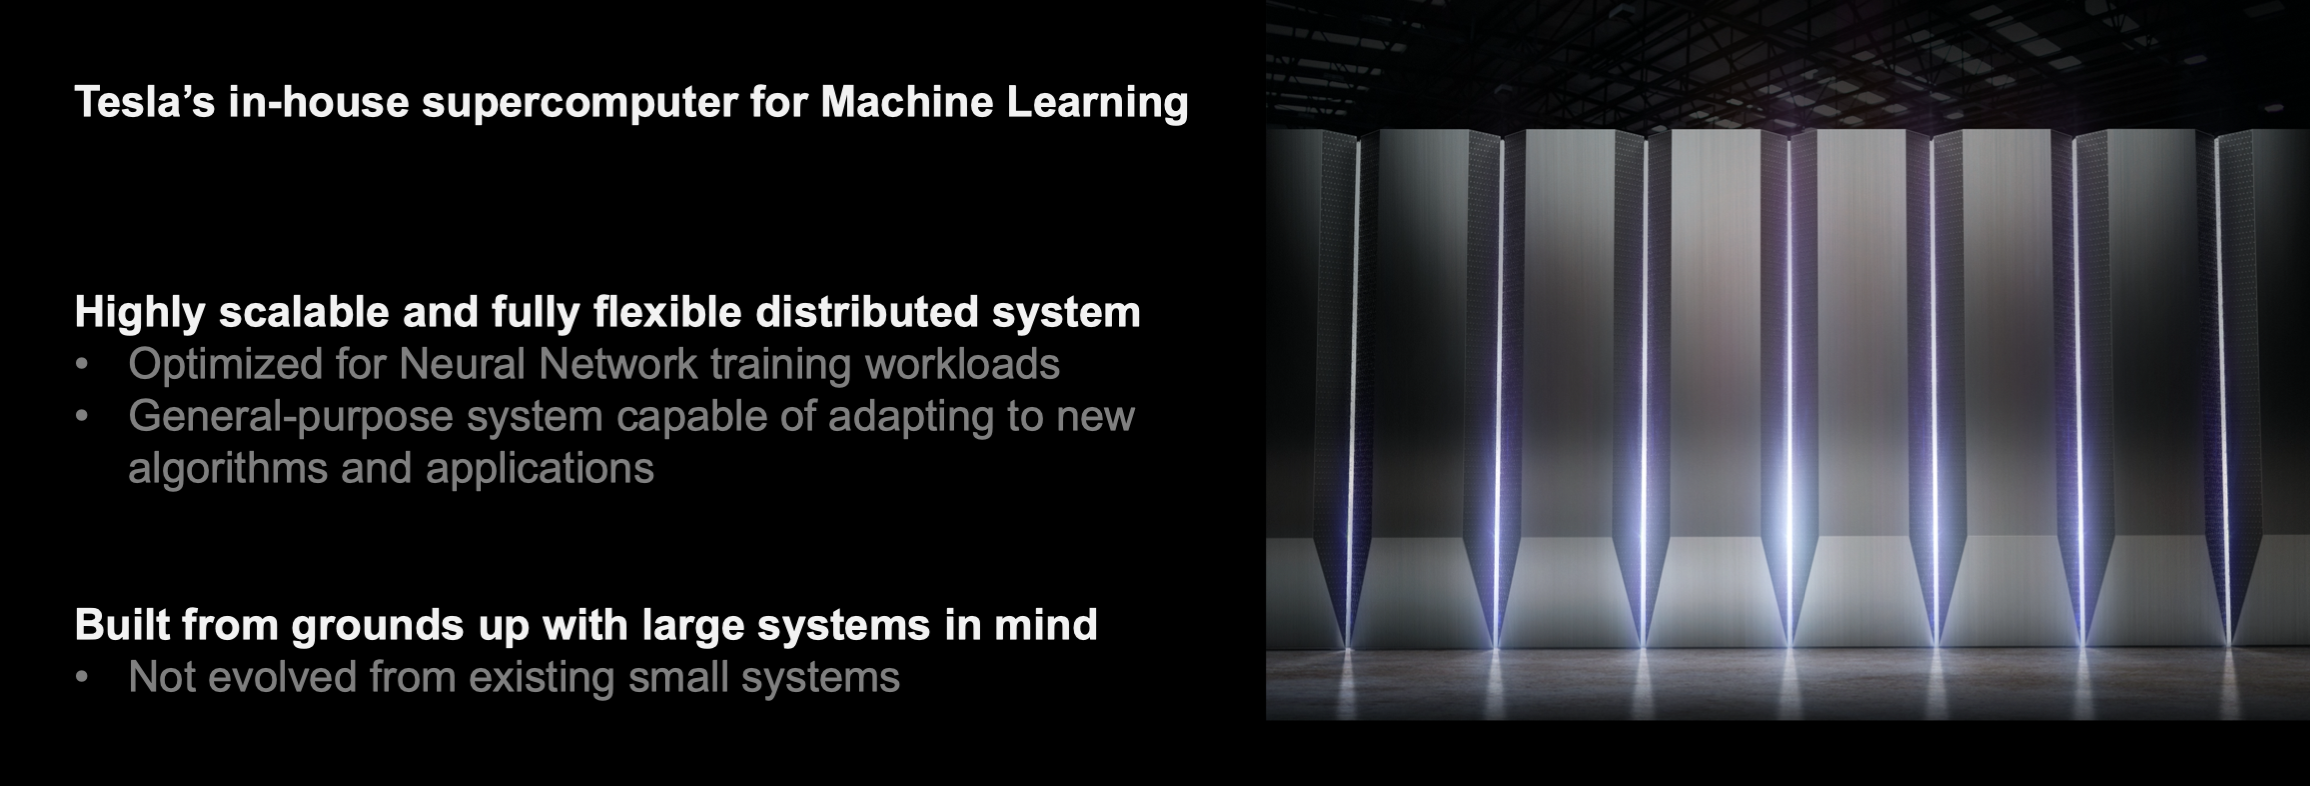 Tesla’s in-house supercomputer for Machine Learning
Highly scalable and fully flexible distributed system
• Optimized for Neural Network training workloads
• General-purpose system capable of adapting to new
algorithms and applications
Built from grounds up with large systems in mind
• Not evolved from existing small systems